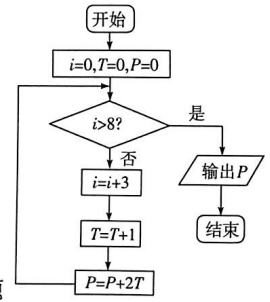 开始
i=0,T=0,P=0
i>8?
是
否
输出P
i=i+3
T=T+1
结束
P=P+2T